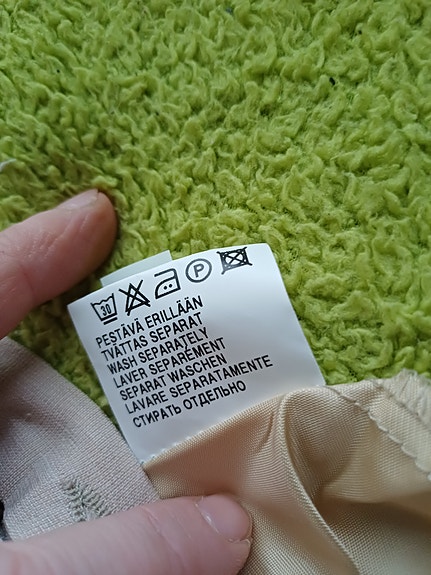 30 P
PESTÄVÄ ERILLÄÄN
TVÄTTAS SEPARAT
WASH SEPARATELY
LAVER SEPARÉMENT
SEPARAT WASCHEN
LAVARE SEPARATAMENTE
СТИРАТЬ ОТДЕЛЬНО